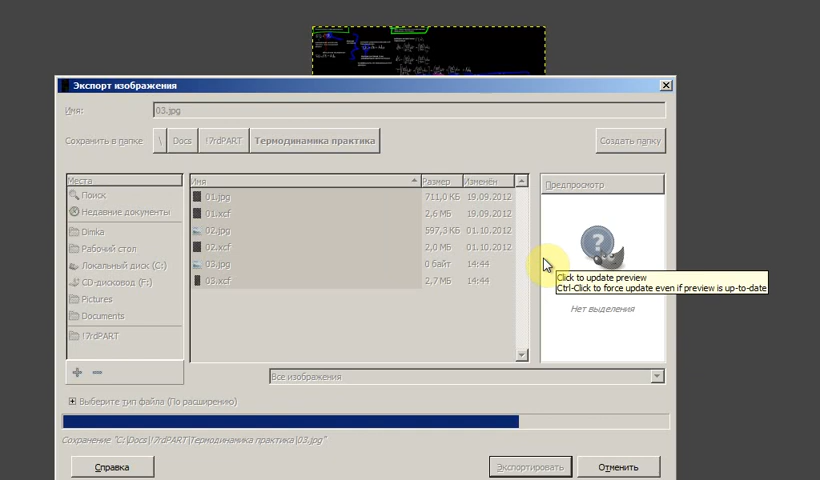 Экспорт изображения
Имя: 03.jpg
Сохранить в папке \ Docs !7rdPART Термодинамика практика Создать папку
Места Имя Размер Изменён Предпросмотр
Поиск 01.jpg 711,0 КБ 19.09.2012
Недавние документы 01.xcf 2,6 МБ 19.09.2012
Dimka 02.jpg 597,3 КБ 01.10.2012
Рабочий стол 02.xcf 2,0 МБ 01.10.2012
Локальный диск (C:) 03.jpg 0 байт 14:44
CD-дисковод (F:) 03.xcf 2,7 МБ 14:44
Click to update preview
Ctrl-Click to force update even if preview is up-to-date
Pictures
Documents
Нет выделения
!7rdPART
Все изображения
Выберите тип файла (По расширению)
Сохранение "C:\Docs\!7rdPART\Термодинамика практика\03.jpg"
Справка Экспортировать Отменить